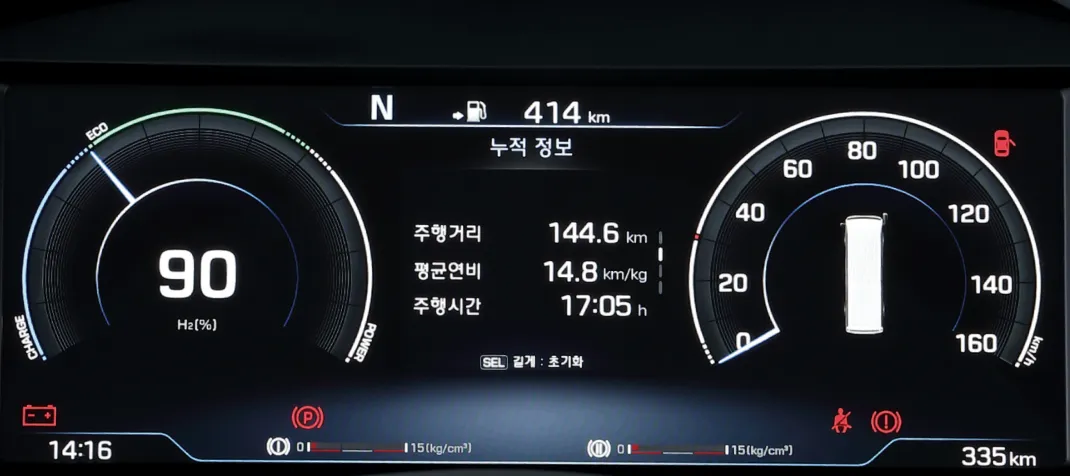 N 414 km
누적 정보
ECO
CHARGE
POWER
90
H₂(%)
주행거리 144.6 km
평균연비 14.8 km/kg
주행시간 17:05 h
SEL 길게 : 초기화
0
20
40
60
80
100
120
140
160
km/h
P
14:16
0 15(kg/cm²)
0 15(kg/cm²)
335 km